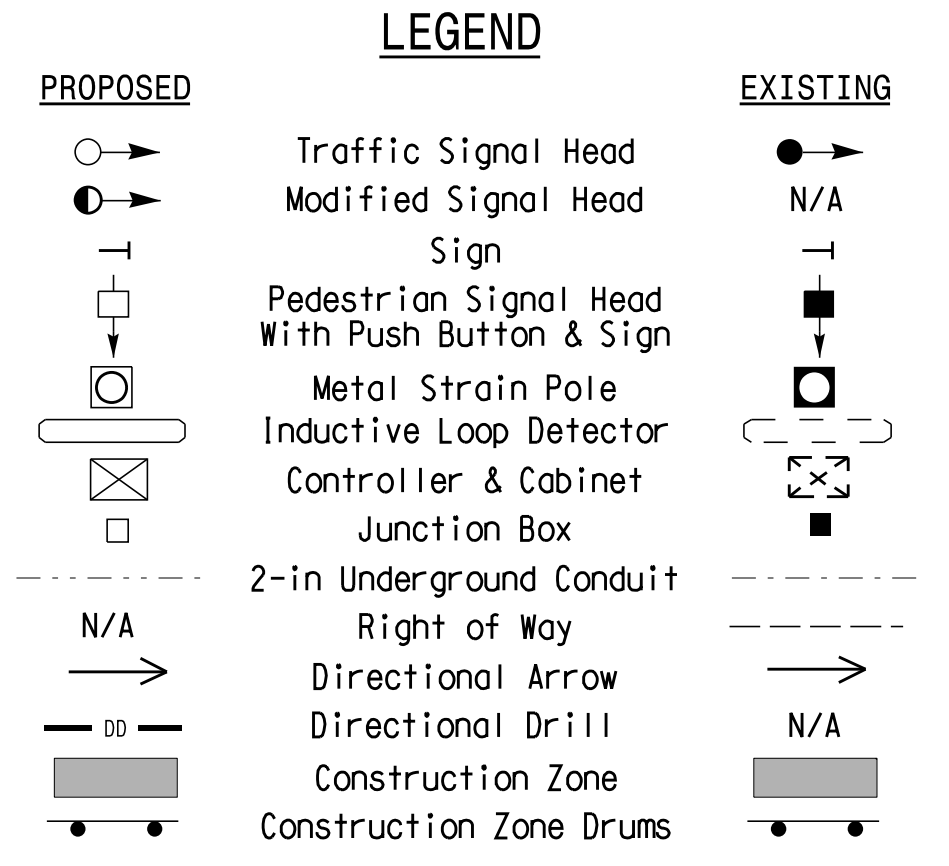 LEGEND
PROPOSED EXISTING
Traffic Signal Head
Modified Signal Head N/A
Sign
Pedestrian Signal Head
With Push Button & Sign
Metal Strain Pole
Inductive Loop Detector
Controller & Cabinet
Junction Box
2-in Underground Conduit
N/A Right of Way
Directional Arrow
DD Directional Drill N/A
Construction Zone
Construction Zone Drums